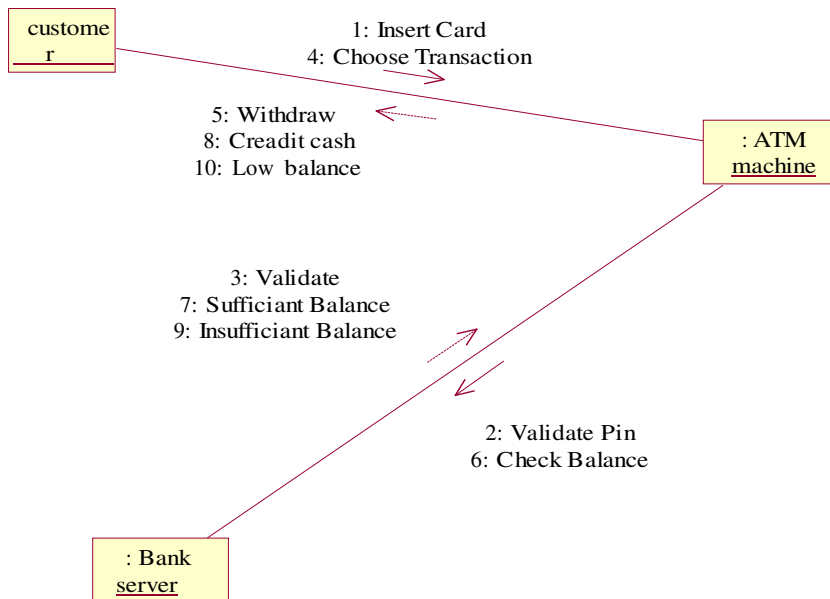 custome
r
1: Insert Card
4: Choose Transaction
5: Withdraw
8: Creadit cash
10: Low balance
: ATM
machine
3: Validate
7: Sufficiant Balance
9: Insufficiant Balance
2: Validate Pin
6: Check Balance
: Bank
server